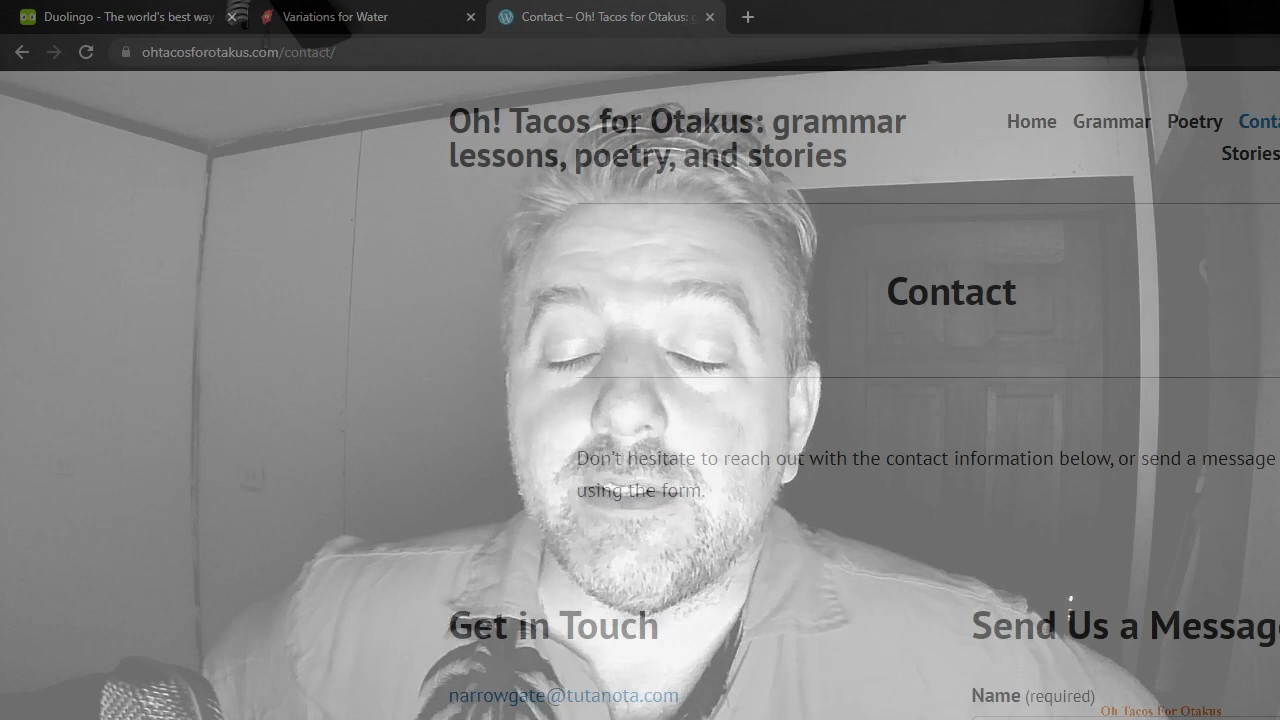 Duolingo - The world's best way
Variations for Water
Contact – Oh! Tacos for Otakus: g
ohtacosforotakus.com/contact/
Oh! Tacos for Otakus: grammar
lessons, poetry, and stories
Home Grammar Poetry Conta
Stories
Contact
Don't hesitate to reach out with the contact information below, or send a message
using the form.
Get in Touch
Send Us a Messag
narrowgate@tutanota.com
Name (required)
Oh Tacos For Otakus